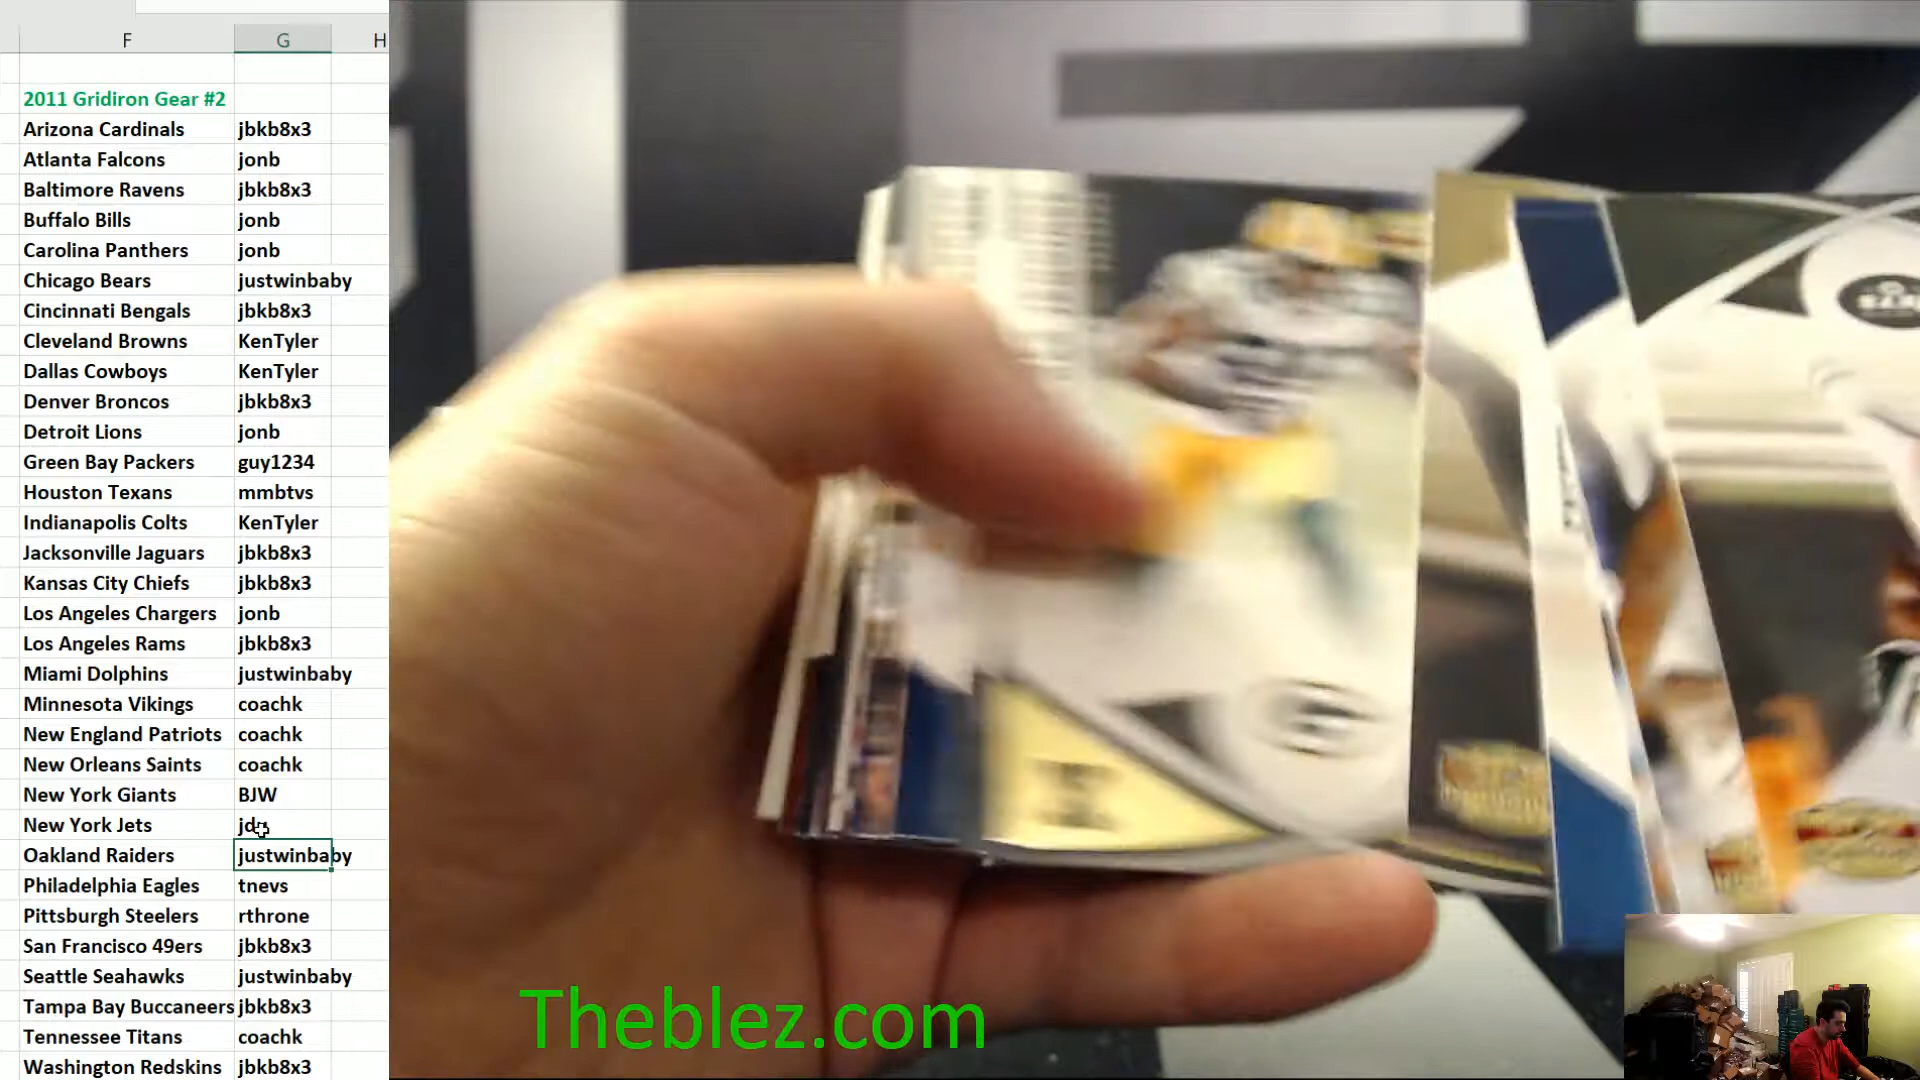 F G H
2011 Gridiron Gear #2
Arizona Cardinals jbkb8x3
Atlanta Falcons jonb
Baltimore Ravens jbkb8x3
Buffalo Bills jonb
Carolina Panthers jonb
Chicago Bears justwinbaby
Cincinnati Bengals jbkb8x3
Cleveland Browns KenTyler
Dallas Cowboys KenTyler
Denver Broncos jbkb8x3
Detroit Lions jonb
Green Bay Packers guy1234
Houston Texans mmbtvs
Indianapolis Colts KenTyler
Jacksonville Jaguars jbkb8x3
Kansas City Chiefs jbkb8x3
Los Angeles Chargers jonb
Los Angeles Rams jbkb8x3
Miami Dolphins justwinbaby
Minnesota Vikings coachk
New England Patriots coachk
New Orleans Saints coachk
New York Giants BJW
New York Jets
Oakland Raiders justwinbaby
Philadelphia Eagles tnevs
Pittsburgh Steelers rthrone
San Francisco 49ers jbkb8x3
Seattle Seahawks justwinbaby
Tampa Bay Buccaneers jbkb8x3
Tennessee Titans coachk
Washington Redskins jbkb8x3
Theblez.com